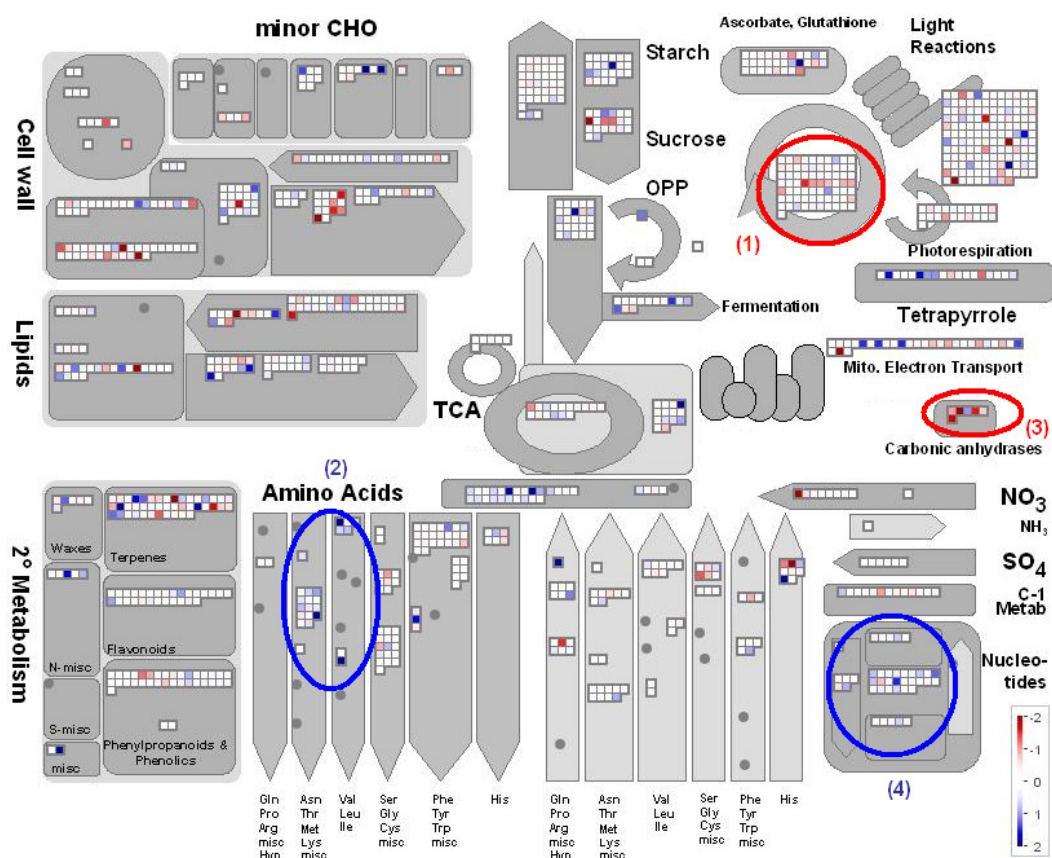 minor CHO
Ascorbate, Glutathione
Light
Reactions
Cell wall
Starch
Sucrose
OPP
(1)
Photorespiration
Fermentation
Tetrapyrrole
Mito. Electron Transport
Lipids
TCA
(3)
Carbonic anhydrases
(2)
Amino Acids
2° Metabolism
Waxes
Terpenes
N-misc
Flavonoids
S-misc
Phenylpropanoids &
Phenolics
misc
NO3
NH3
SO4
C-1
Metab
Nucleo-
tides
(4)
-2
-1
0
1
2
Gln
Pro
Arg
misc
Hyp
Asn
Thr
Met
Lys
misc
Val
Leu
Ile
Ser
Gly
Cys
misc
Phe
Tyr
Trp
misc
His
Gln
Pro
Arg
misc
Hyp
Asn
Thr
Met
Lys
misc
Val
Leu
Ile
Ser
Gly
Cys
misc
Phe
Tyr
Trp
misc
His